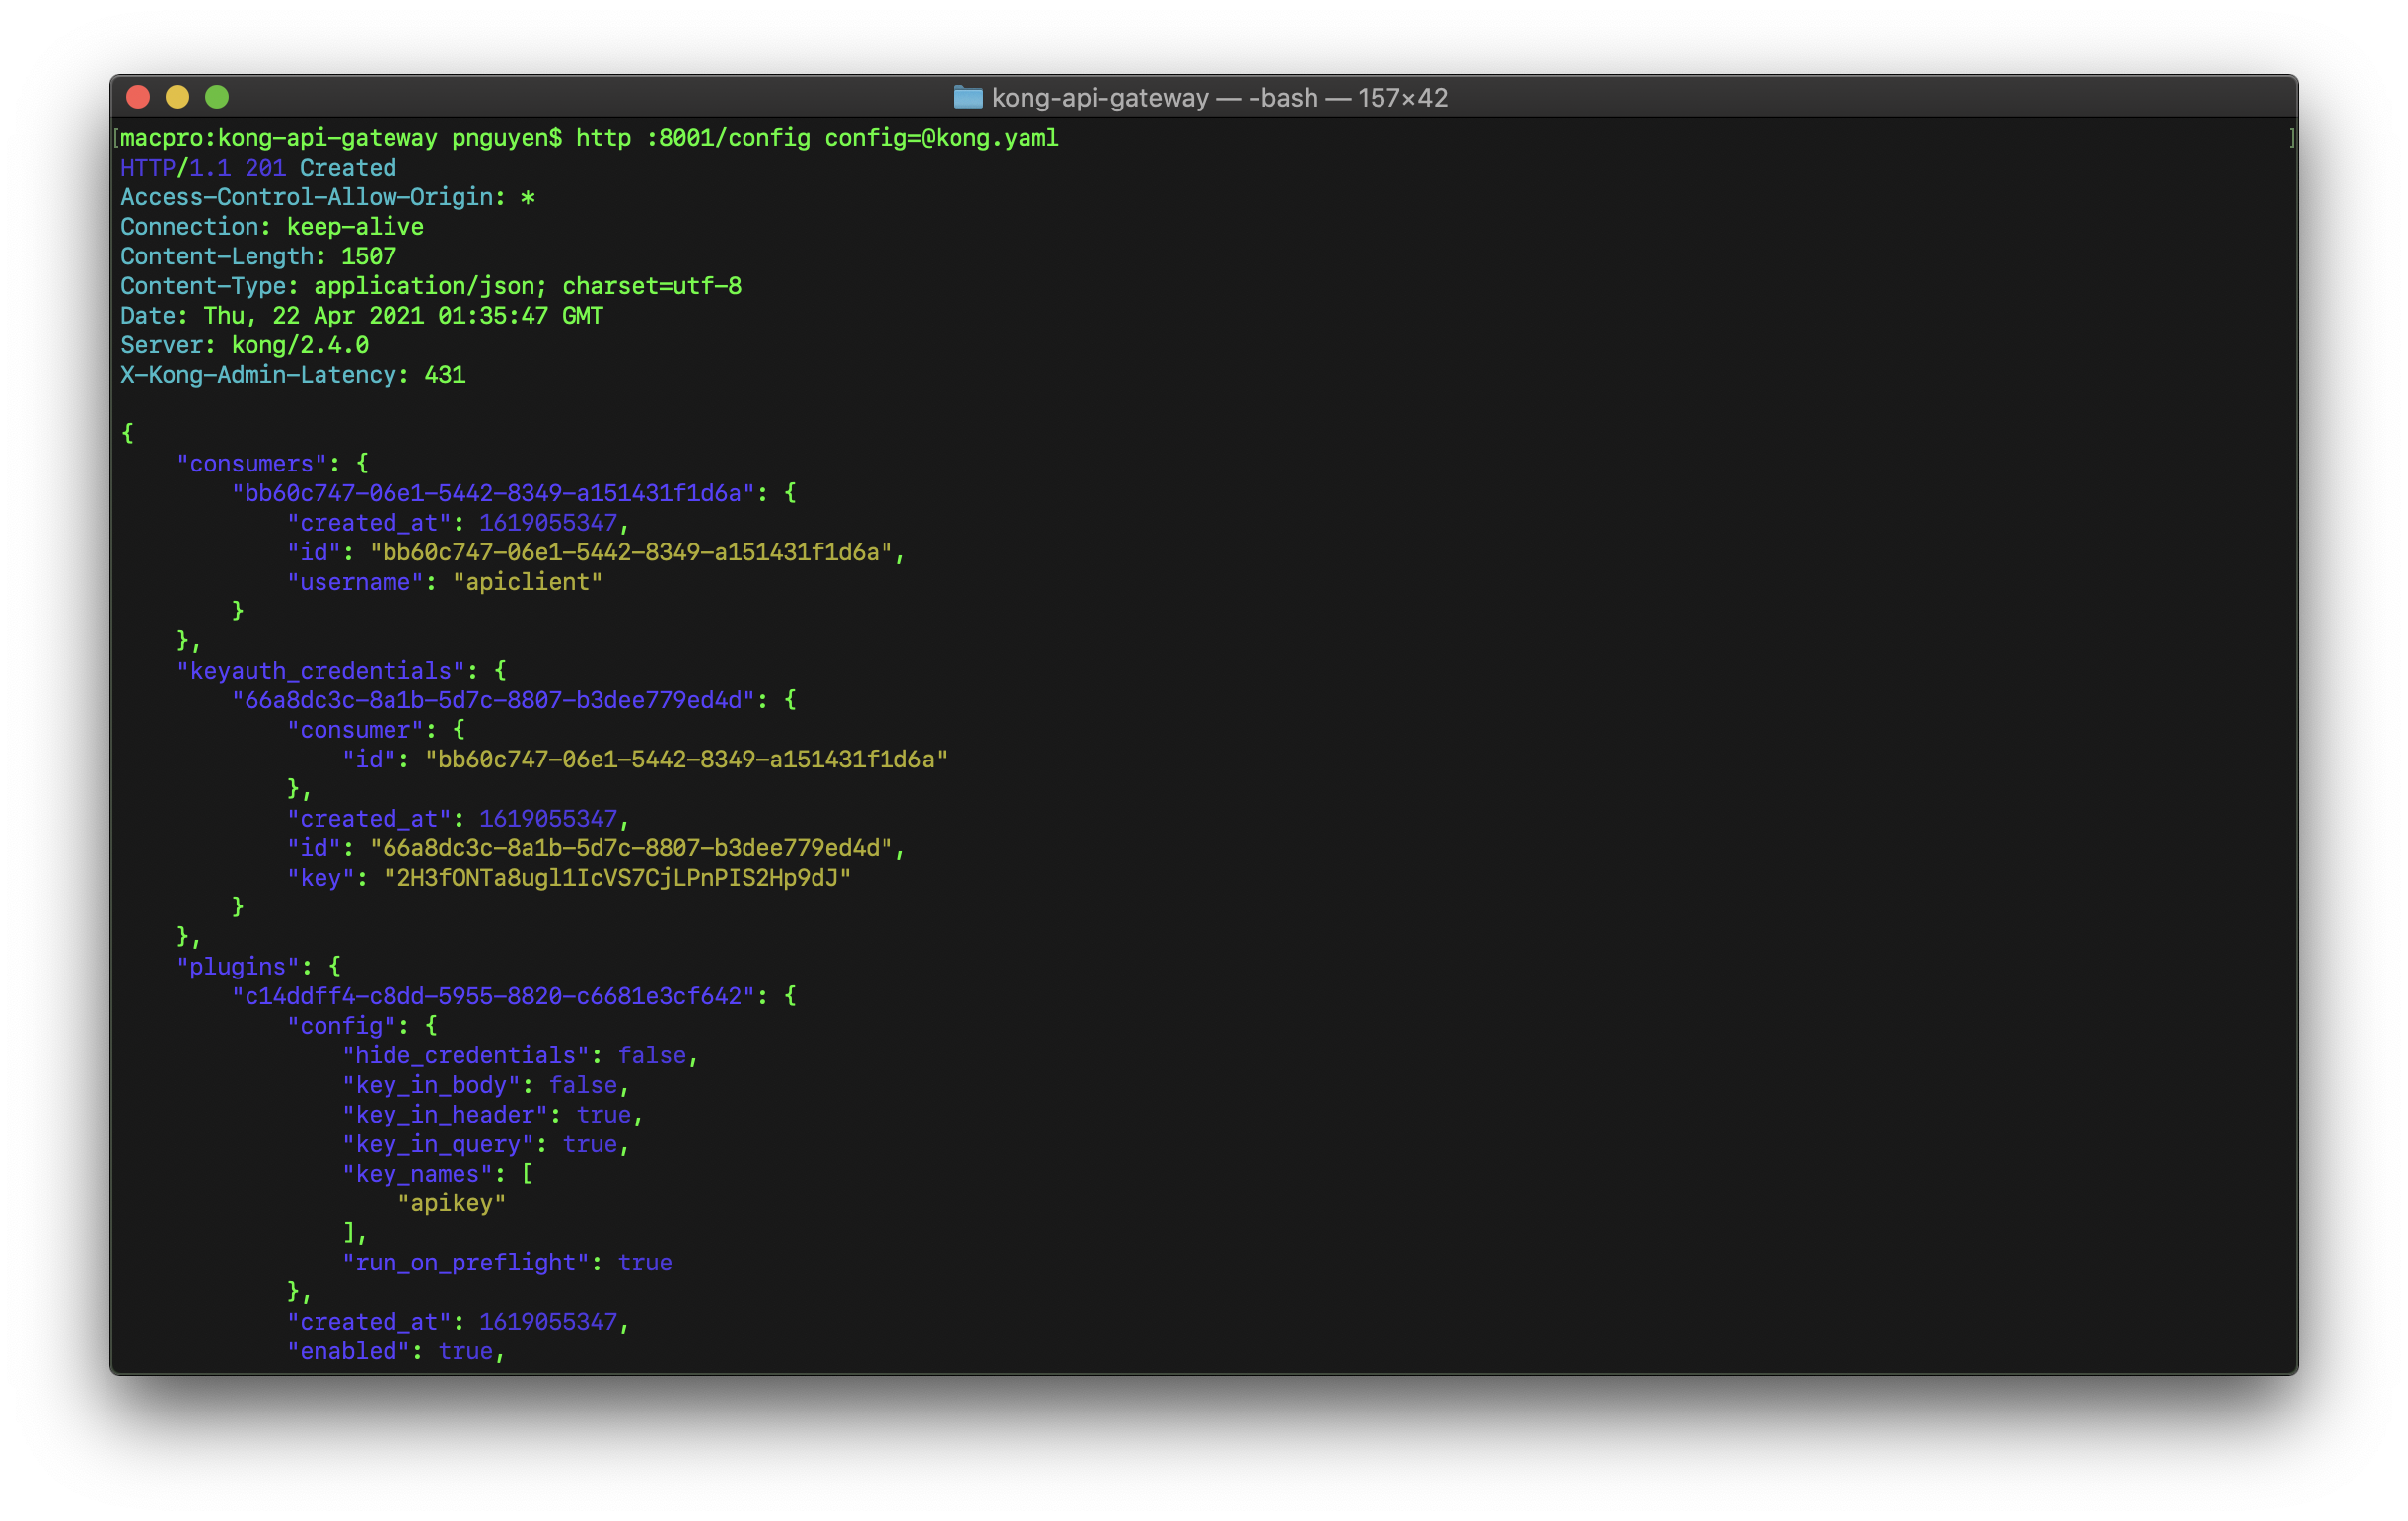 kong-api-gateway — -bash — 157×42
[macpro:kong-api-gateway pnguyen$ http :8001/config config=@kong.yaml ]
HTTP/1.1 201 Created
Access-Control-Allow-Origin: *
Connection: keep-alive
Content-Length: 1507
Content-Type: application/json; charset=utf-8
Date: Thu, 22 Apr 2021 01:35:47 GMT
Server: kong/2.4.0
X-Kong-Admin-Latency: 431

{
    "consumers": {
        "bb60c747-06e1-5442-8349-a151431f1d6a": {
            "created_at": 1619055347,
            "id": "bb60c747-06e1-5442-8349-a151431f1d6a",
            "username": "apiclient"
        }
    },
    "keyauth_credentials": {
        "66a8dc3c-8a1b-5d7c-8807-b3dee779ed4d": {
            "consumer": {
                "id": "bb60c747-06e1-5442-8349-a151431f1d6a"
            },
            "created_at": 1619055347,
            "id": "66a8dc3c-8a1b-5d7c-8807-b3dee779ed4d",
            "key": "2H3fONTa8ugl1IcVS7CjLPnPIS2Hp9dJ"
        }
    },
    "plugins": {
        "c14ddff4-c8dd-5955-8820-c6681e3cf642": {
            "config": {
                "hide_credentials": false,
                "key_in_body": false,
                "key_in_header": true,
                "key_in_query": true,
                "key_names": [
                    "apikey"
                ],
                "run_on_preflight": true
            },
            "created_at": 1619055347,
            "enabled": true,